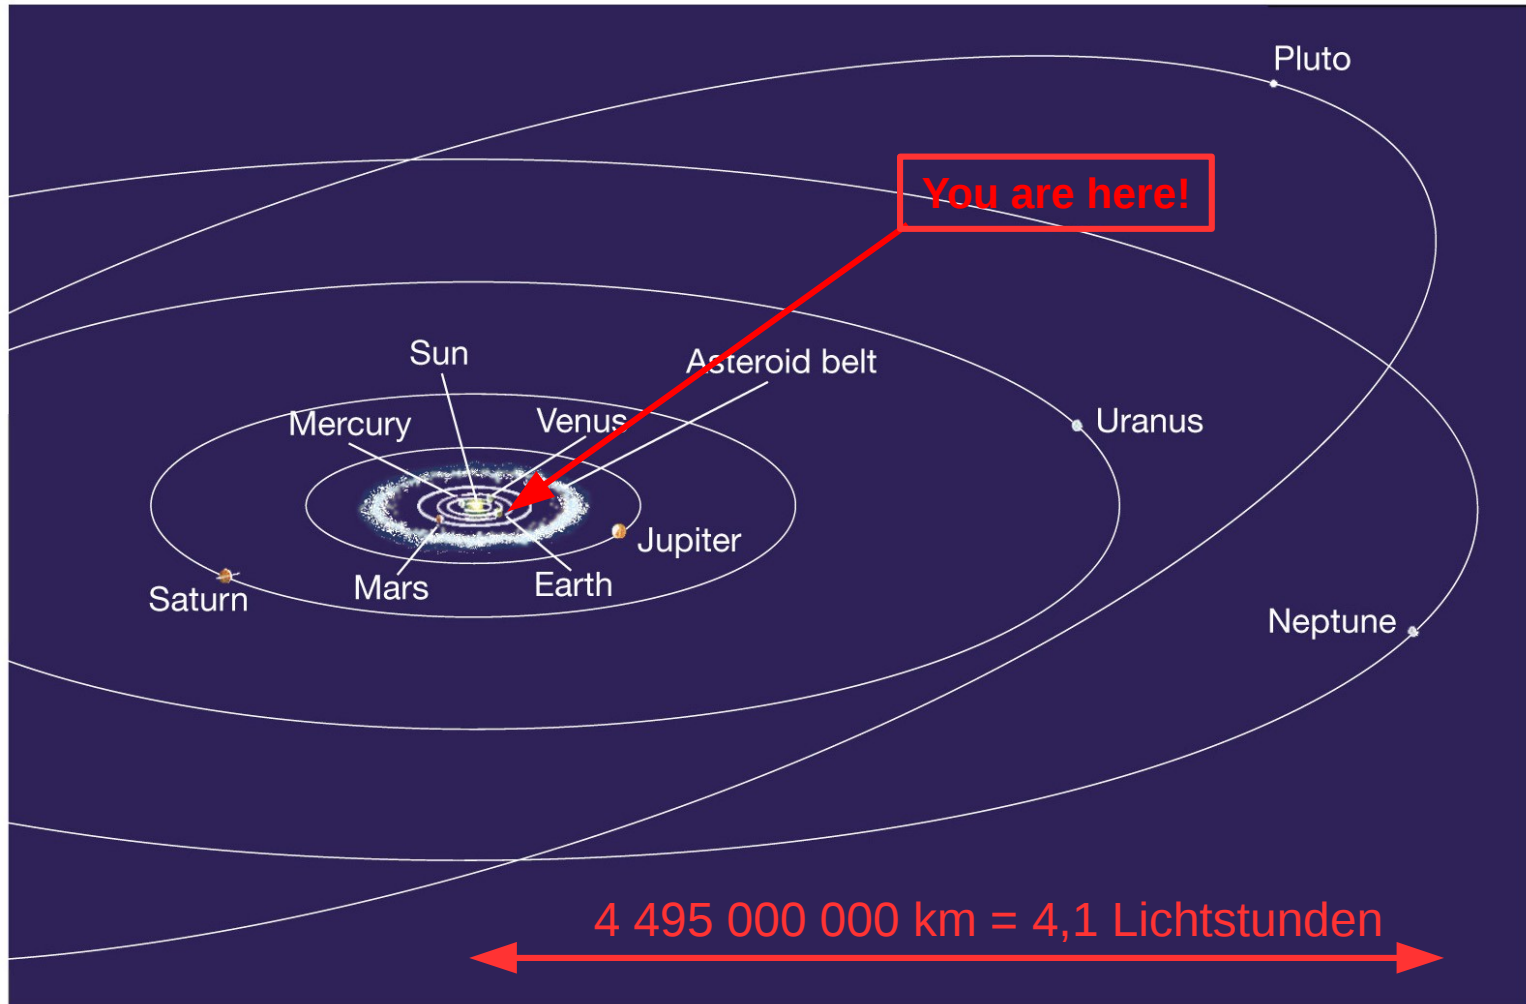 Pluto
You are here!
Sun
Asteroid belt
Mercury
Venus
Uranus
Jupiter
Mars
Earth
Saturn
Neptune
4 495 000 000 km = 4,1 Lichtstunden